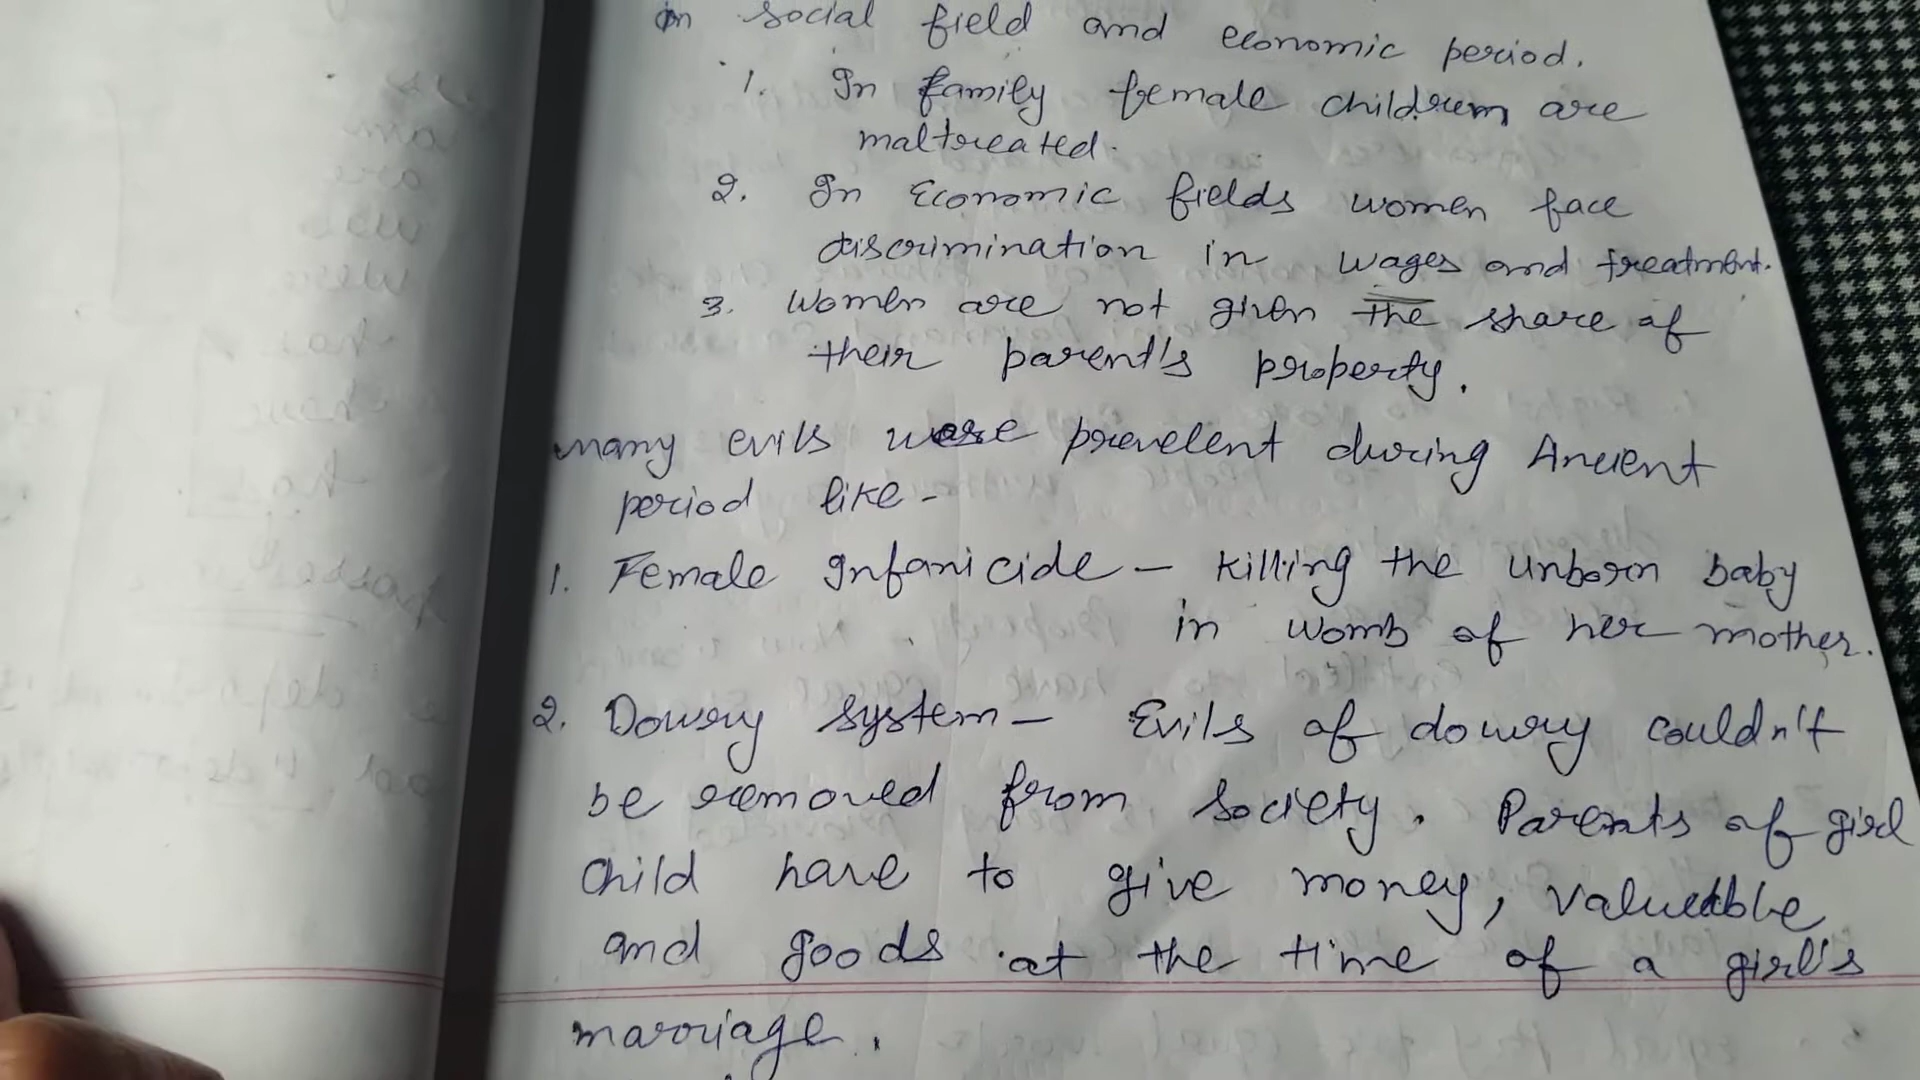 in social field and economic period.
1. In family female children are
maltreated.
2. In Economic fields women face
discrimination in wages and treatment.
3. Women are not given the share of
their parent's property.
Many evils were prevelent during Ancient
period like -
1. Female Infanicide - Killing the unborn baby
in womb of her mother.
2. Dowry System - Evils of dowry couldn't
be removed from society. Parents of girl
Child have to give money, valuable
and goods at the time of a girl's
marriage.